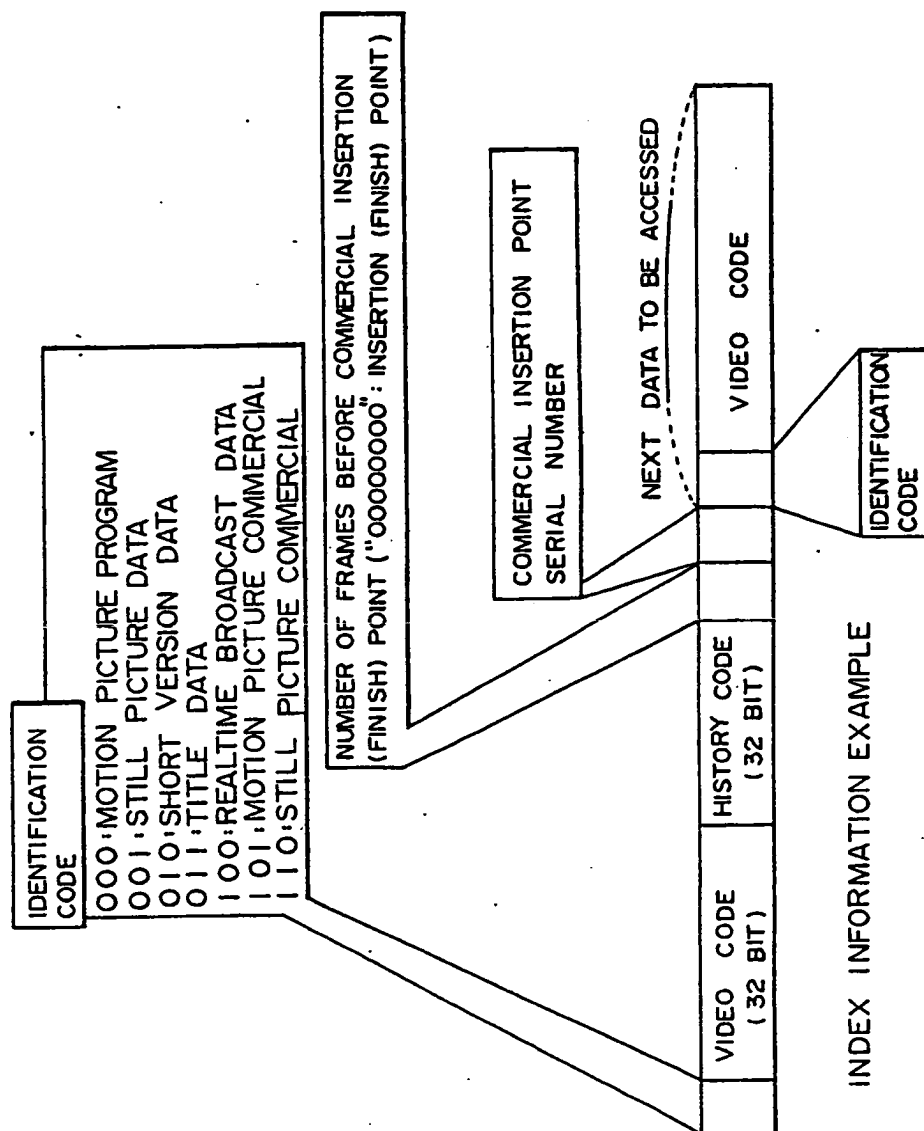 IDENTIFICATION
CODE
000:MOTION PICTURE PROGRAM
001:STILL PICTURE DATA
010:SHORT VERSION DATA
011:TITLE DATA
100:REALTIME BROADCAST DATA
101:MOTION PICTURE COMMERCIAL
110:STILL PICTURE COMMERCIAL
NUMBER OF FRAMES BEFORE COMMERCIAL INSERTION
(FINISH) POINT ("0000000": INSERTION (FINISH) POINT)
COMMERCIAL INSERTION POINT
SERIAL NUMBER
NEXT DATA TO BE ACCESSED
VIDEO CODE
(32 BIT)
HISTORY CODE
(32 BIT)
VIDEO CODE
IDENTIFICATION
CODE
INDEX INFORMATION EXAMPLE